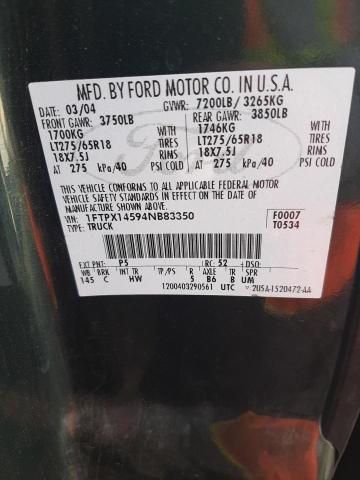 MFD. BY FORD MOTOR CO. IN U.S.A.
DATE: 03/04 GVWR: 7200LB/ 3265KG
FRONT GAWR: 3750LB REAR GAWR: 3850LB
1700KG WITH 1746KG WITH
LT275/65R18 TIRES LT275/65R18 TIRES
18X7.5J RIMS 18X7.5J RIMS
AT 275 kPa/40 PSI COLD AT 275 kPa/40 PSI COLD
THIS VEHICLE CONFORMS TO ALL APPLICABLE FEDERAL MOTOR
VEHICLE SAFETY STANDARDS IN EFFECT ON THE DATE OF
MANUFACTURE SHOWN ABOVE.
VIN: 1FTPX14594NB83350 F0007
TYPE: TRUCK T0534
EXT PNT: P5 RC: 52 DSO:
WB BRK INT TR TP/PS R AXLE TR SPR
145 C HW 5 B6 B UM
1200403290561 UTC 2U5A-1520472-AA
Ford